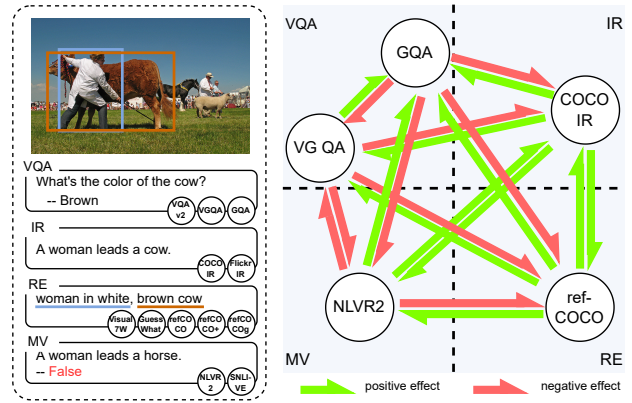 VQA
What's the color of the cow?
-- Brown
VQA
v2
VGQA
GQA
IR
A woman leads a cow.
COCO
IR
Flickr
IR
RE
woman in white, brown cow
Visual
7W
Guess
What
refCO
CO
refCO
CO+
refCO
COg
MV
A woman leads a horse.
-- False
NLVR
2
SNLI-
VE
VQA
IR
GQA
COCO
IR
VG QA
NLVR2
ref-
COCO
MV
RE
positive effect
negative effect